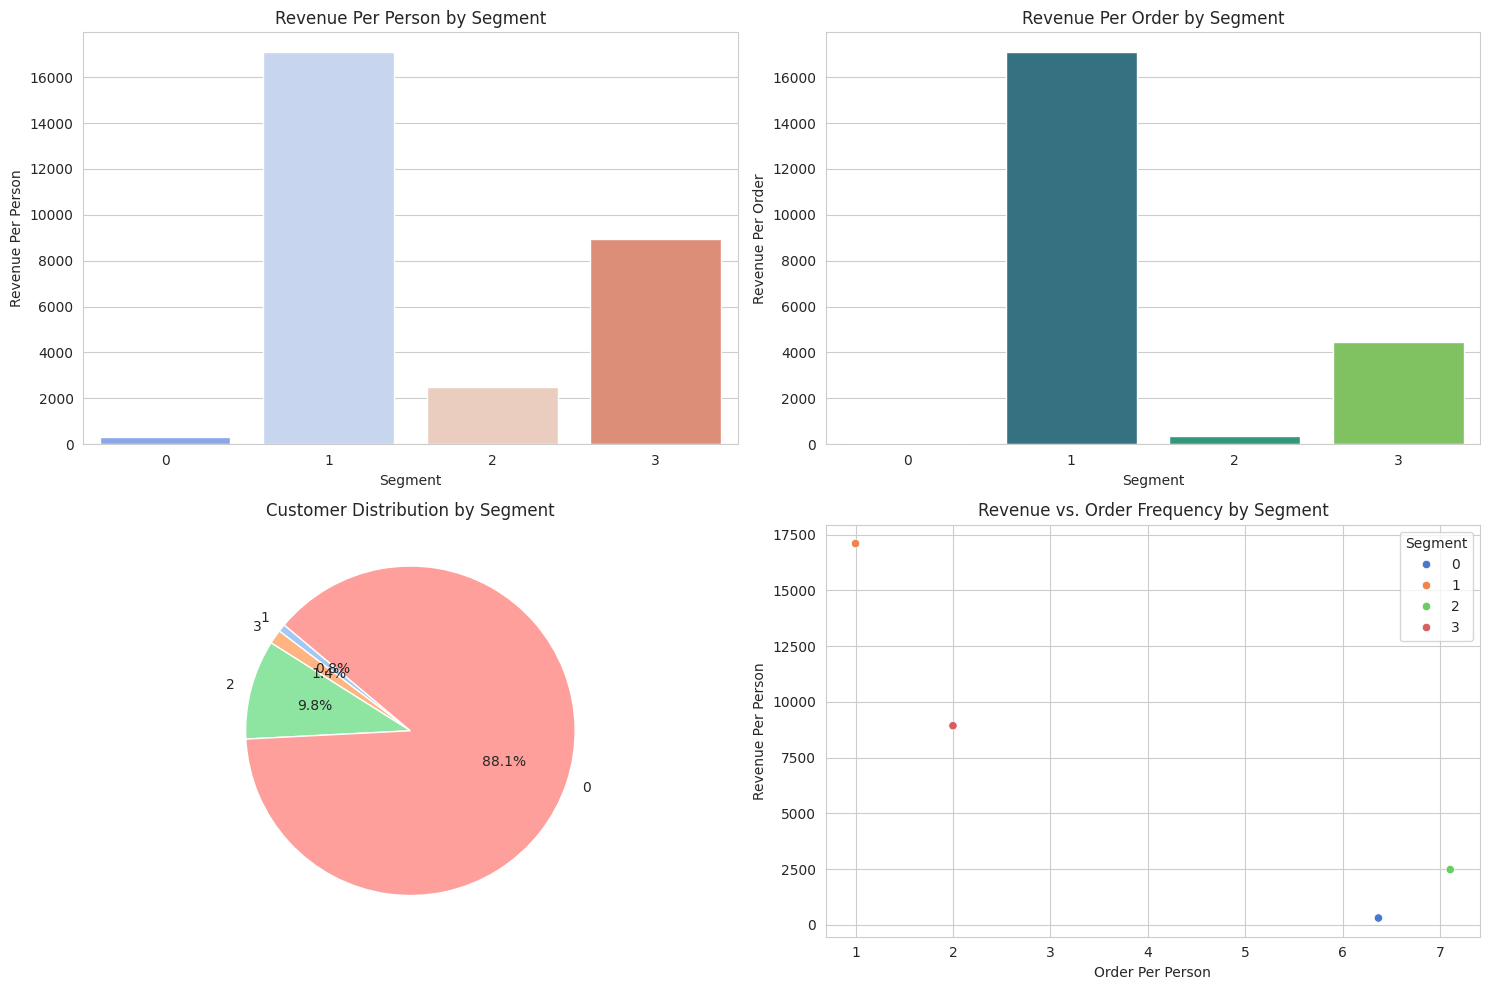 Revenue Per Person by Segment
16000
14000
12000
10000
8000
6000
4000
2000
0
Revenue Per Person
0 1 2 3
Segment
Revenue Per Order by Segment
16000
14000
12000
10000
8000
6000
4000
2000
0
Revenue Per Order
0 1 2 3
Segment
Customer Distribution by Segment
1
3
2
0
0.8%
1.4%
9.8%
88.1%
Revenue vs. Order Frequency by Segment
17500
15000
12500
10000
7500
5000
2500
0
Revenue Per Person
1 2 3 4 5 6 7
Order Per Person
Segment
0
1
2
3